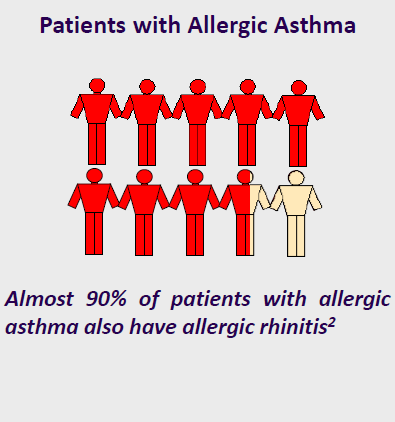 Patients with Allergic Asthma
Almost 90% of patients with allergic
asthma also have allergic rhinitis²